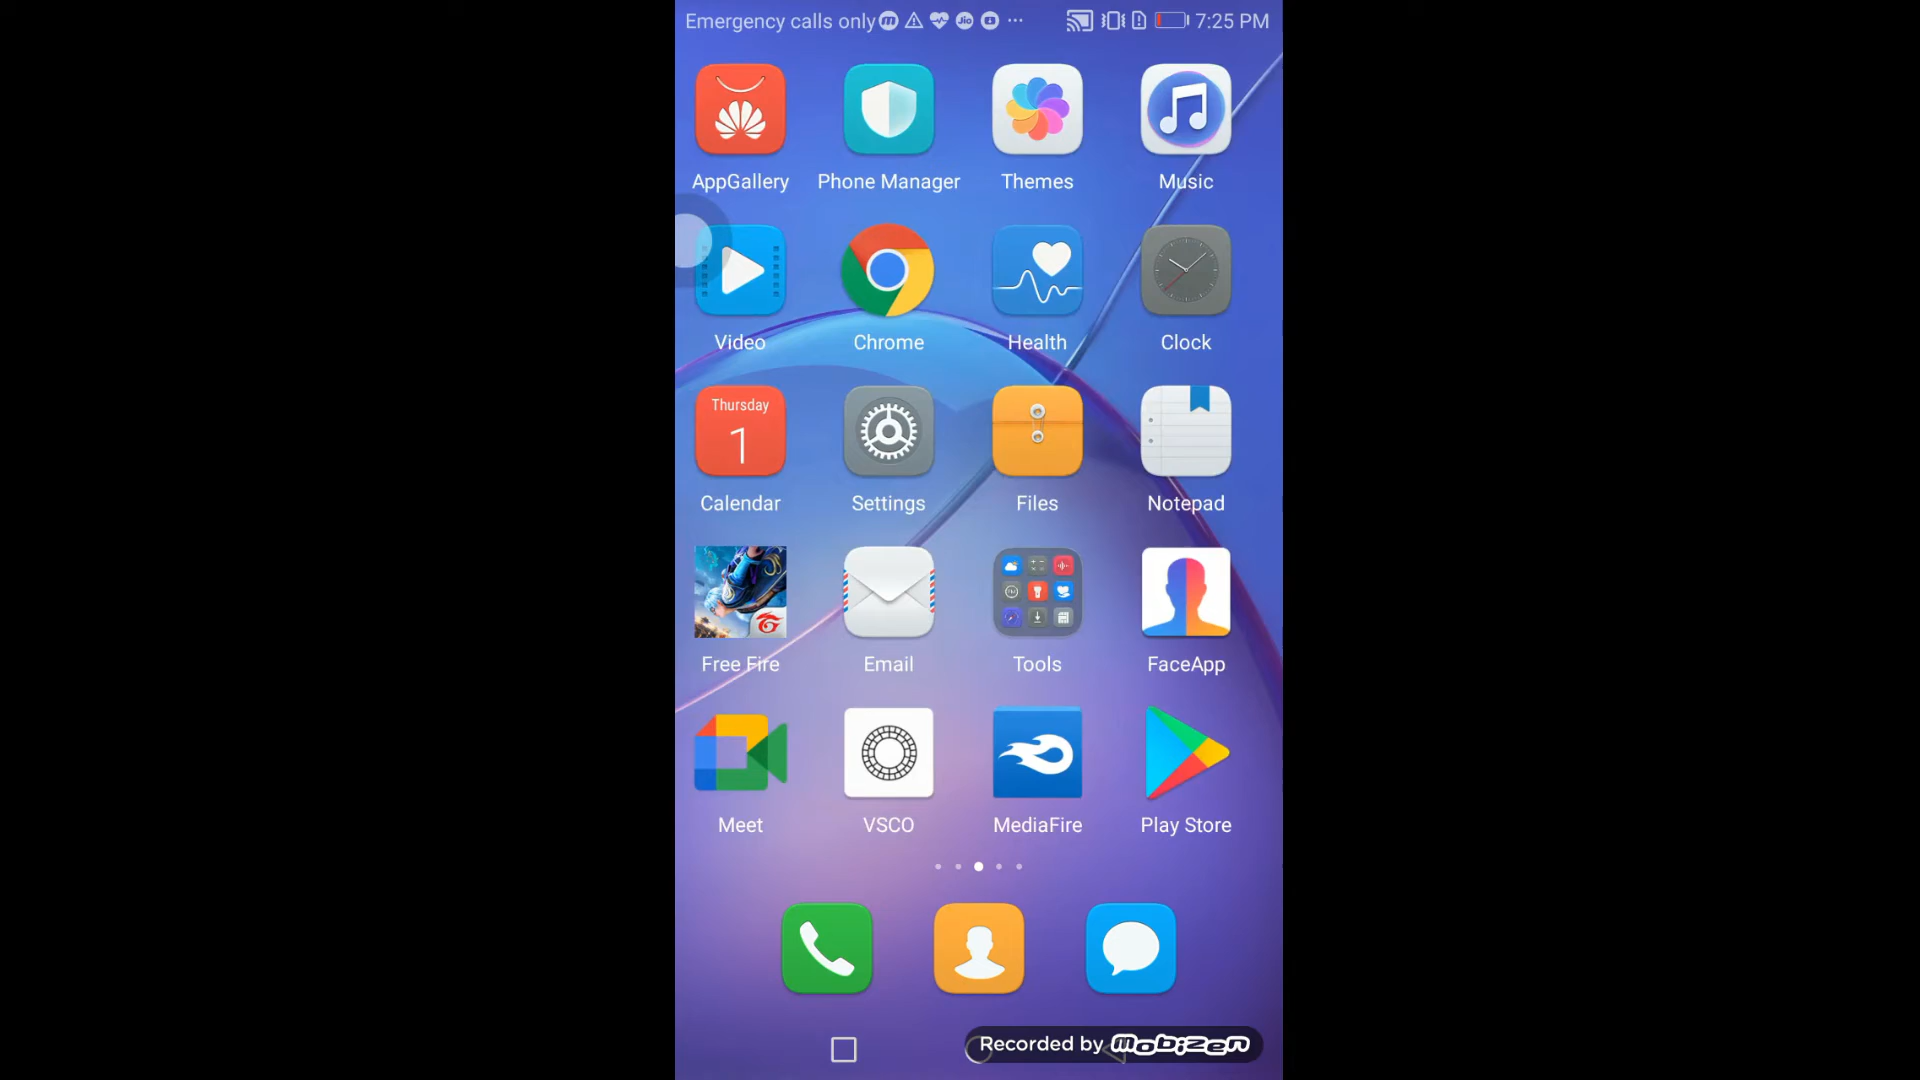 Emergency calls only 7:25 PM
AppGallery Phone Manager Themes Music
Video Chrome Health Clock
Thursday
1
Calendar Settings Files Notepad
Free Fire Email Tools FaceApp
Meet VSCO MediaFire Play Store
Recorded by mobizen